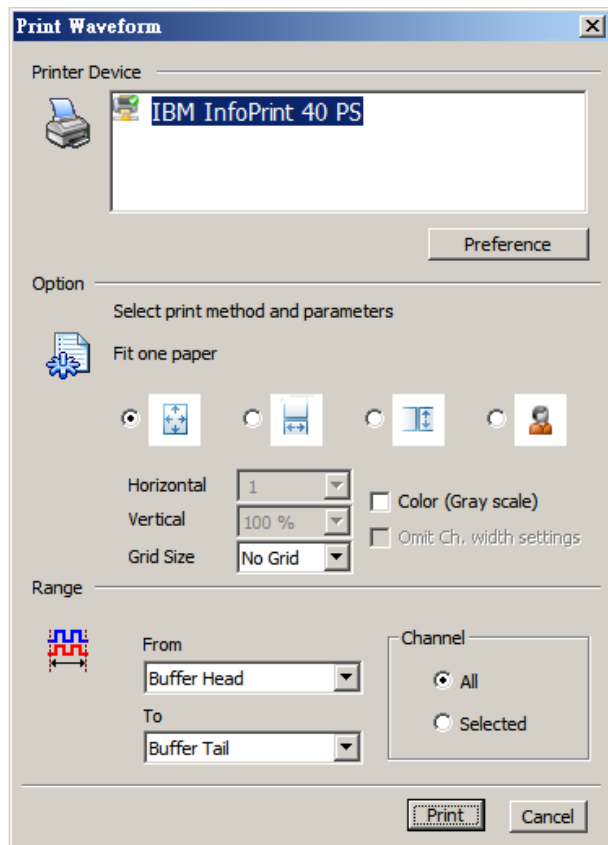 Print Waveform
Printer Device
IBM InfoPrint 40 PS
Preference
Option
Select print method and parameters
Fit one paper
Horizontal
1
Vertical
100 %
Grid Size
No Grid
Color (Gray scale)
Omit Ch. width settings
Range
From
Buffer Head
To
Buffer Tail
Channel
All
Selected
Print
Cancel